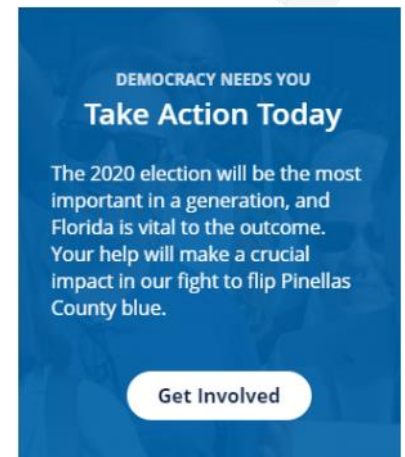 DEMOCRACY NEEDS YOU
Take Action Today
The 2020 election will be the most
important in a generation, and
Florida is vital to the outcome.
Your help will make a crucial
impact in our fight to flip Pinellas
County blue.
Get Involved